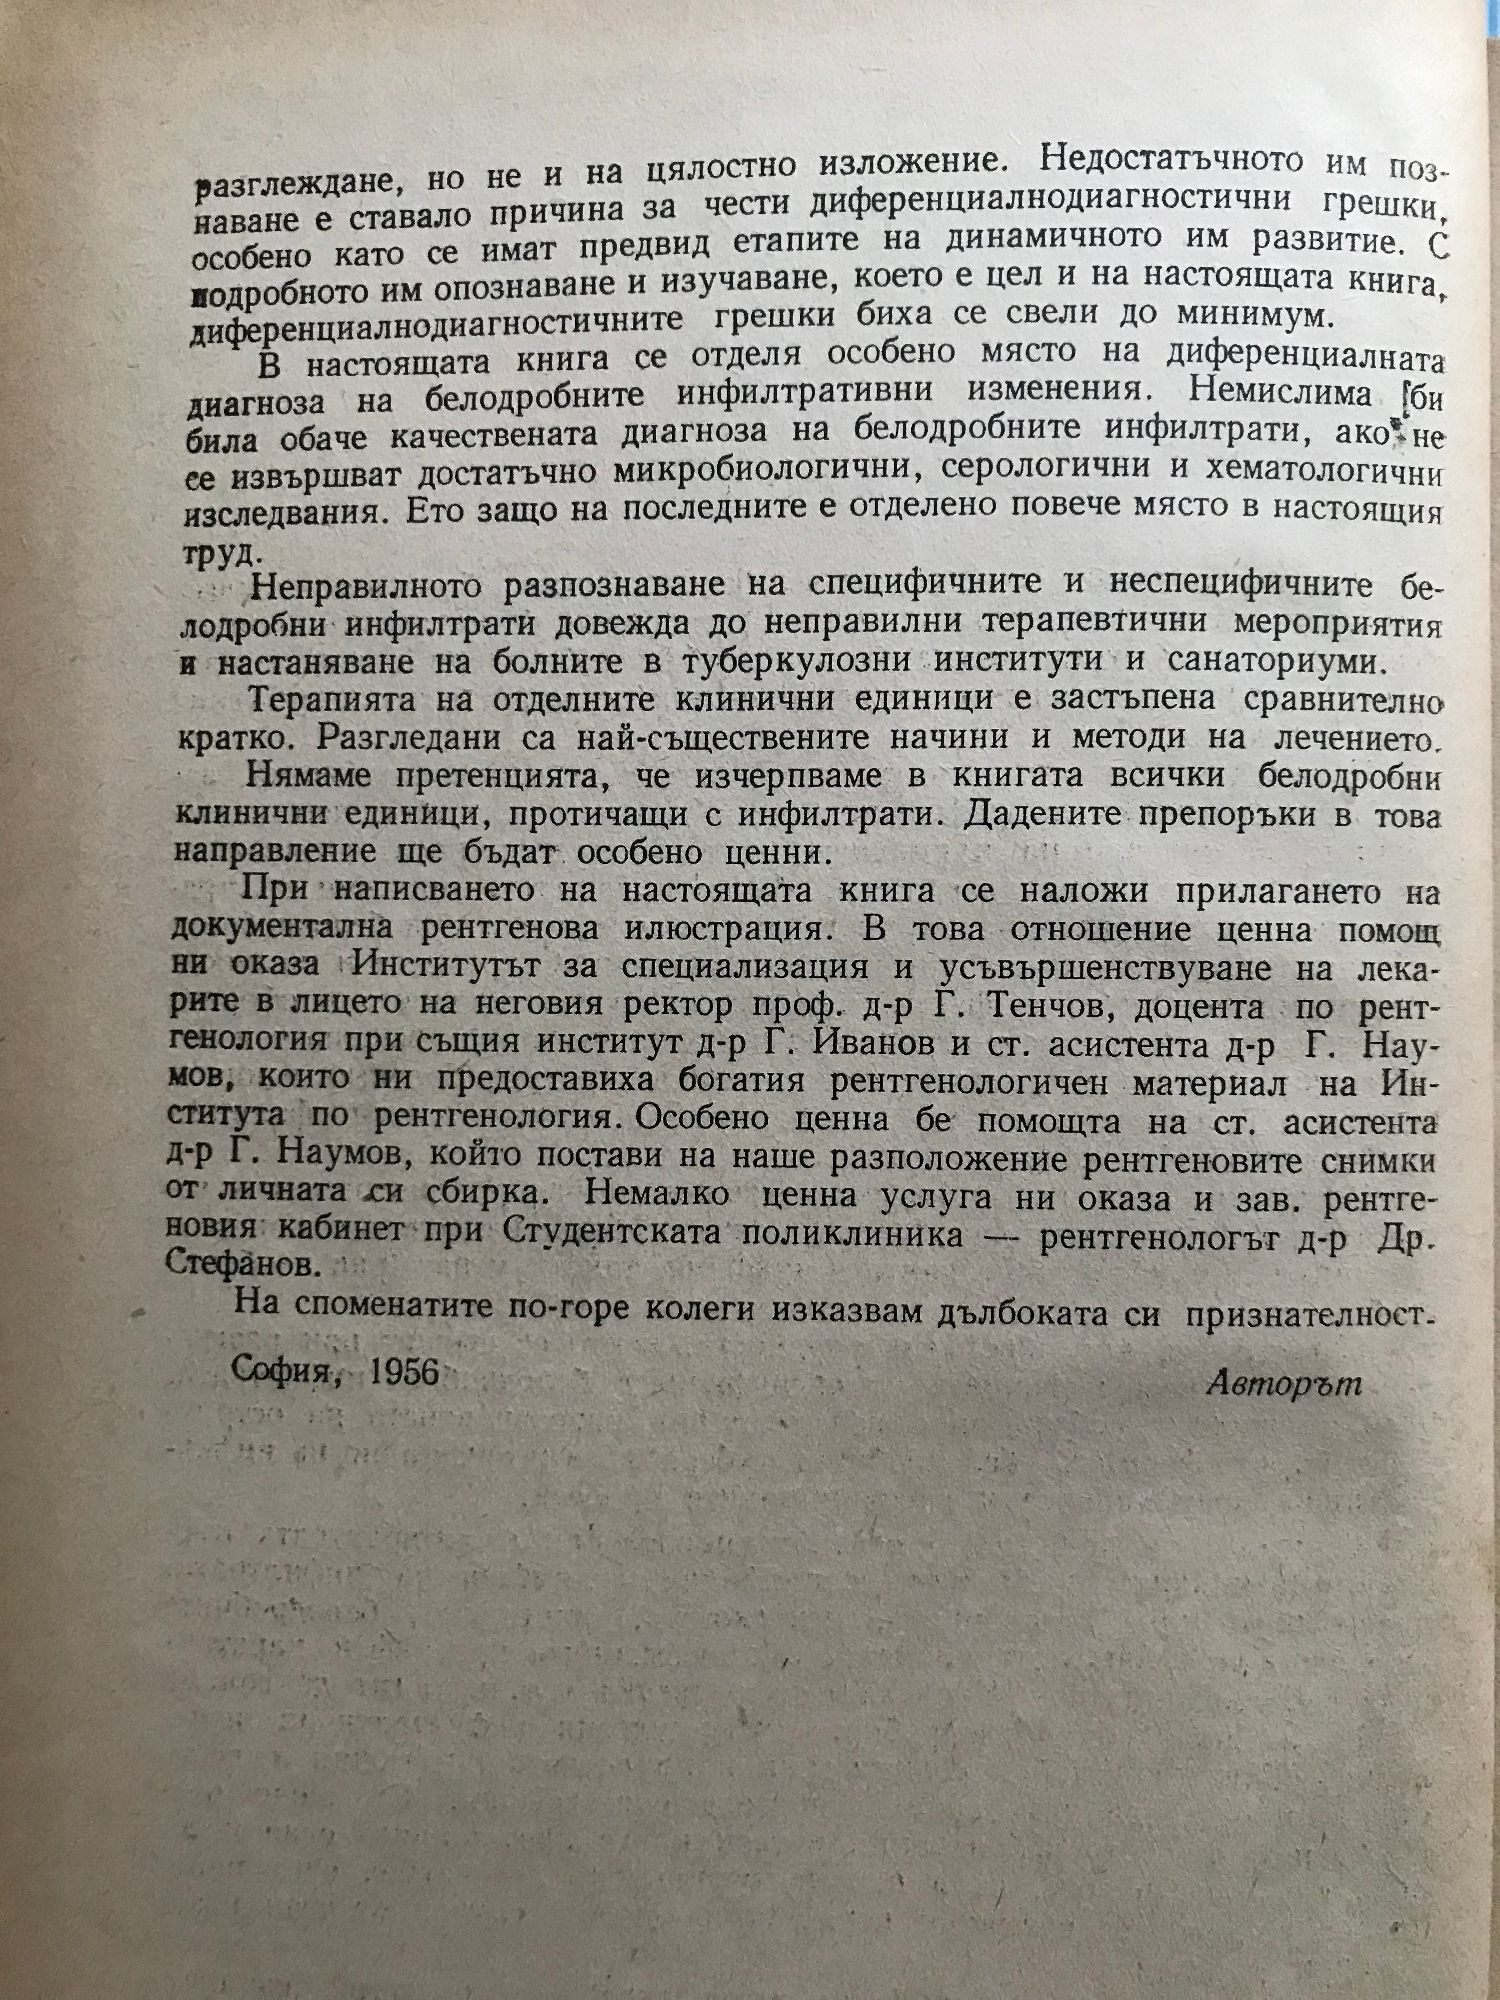 разглеждане, но не и на цялостно изложение. Недостатъчното им поз-
наване е ставало причина за чести диференциалнодиагностични грешки,
особено като се имат предвид етапите на динамичното им развитие. С
подробното им опознаване и изучаване, което е цел и на настоящата книга,
диференциалнодиагностичните грешки биха се свели до минимум.
В настоящата книга се отделя особено място на диференциалната
диагноза на белодробните инфилтративни изменения. Немислима би
била обаче качествената диагноза на белодробните инфилтрати, ако не
се извършват достатъчно микробиологични, серологични и хематологични
изследвания. Ето защо на последните е отделено повече място в настоящия
труд.
Неправилното разпознаване на специфичните и неспецифичните бе-
лодробни инфилтрати довежда до неправилни терапевтични мероприятия
и настаняване на болните в туберкулозни институти и санаториуми.
Терапията на отделните клинични единици е застъпена сравнително
кратко. Разгледани са най-съществените начини и методи на лечението.
Нямаме претенцията, че изчерпваме в книгата всички белодробни
клинични единици, протичащи с инфилтрати. Дадените препоръки в това
направление ще бъдат особено ценни.
При написването на настоящата книга се наложи прилагането на
документална рентгенова илюстрация. В това отношение ценна помощ
ни оказа Институтът за специализация и усъвършенствуване на лека-
рите в лицето на неговия ректор проф. д-р Г. Тенчов, доцента по рент-
генология при същия институт д-р Г. Иванов и ст. асистента д-р Г. Нау-
мов, които ни предоставиха богатия рентгенологичен материал на Ин-
ститута по рентгенология. Особено ценна бе помощта на ст. асистента
д-р Г. Наумов, който постави на наше разположение рентгеновите снимки
от личната си сбирка. Немалко ценна услуга ни оказа и зав. рентге-
новия кабинет при Студентската поликлиника — рентгенологът д-р Др.
Стефанов.
На споменатите по-горе колеги изказвам дълбоката си признателност.
София, 1956 Авторът